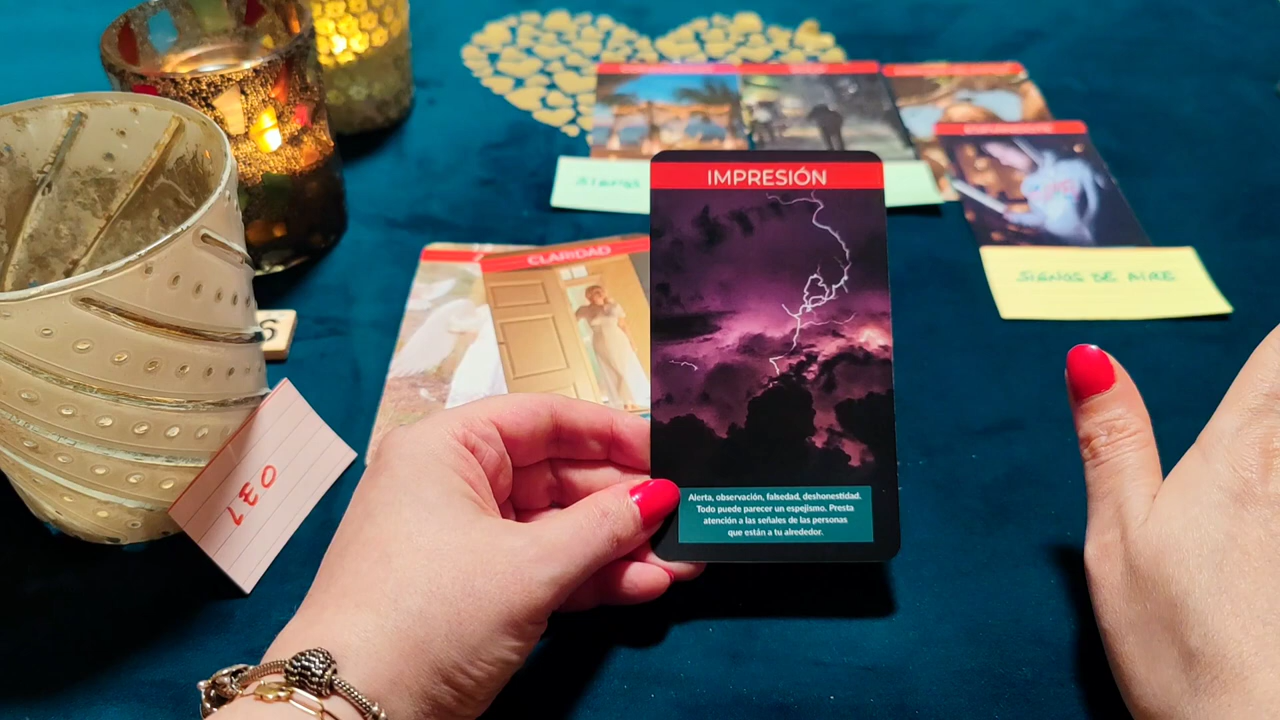 SIGNOS
SIGNOS DE AIRE
CLARIDAD
IMPRESIÓN
Alerta, observación, falsedad, deshonestidad.
Todo puede parecer un espejismo. Presta
atención a las señales de las personas
que están a tu alrededor.